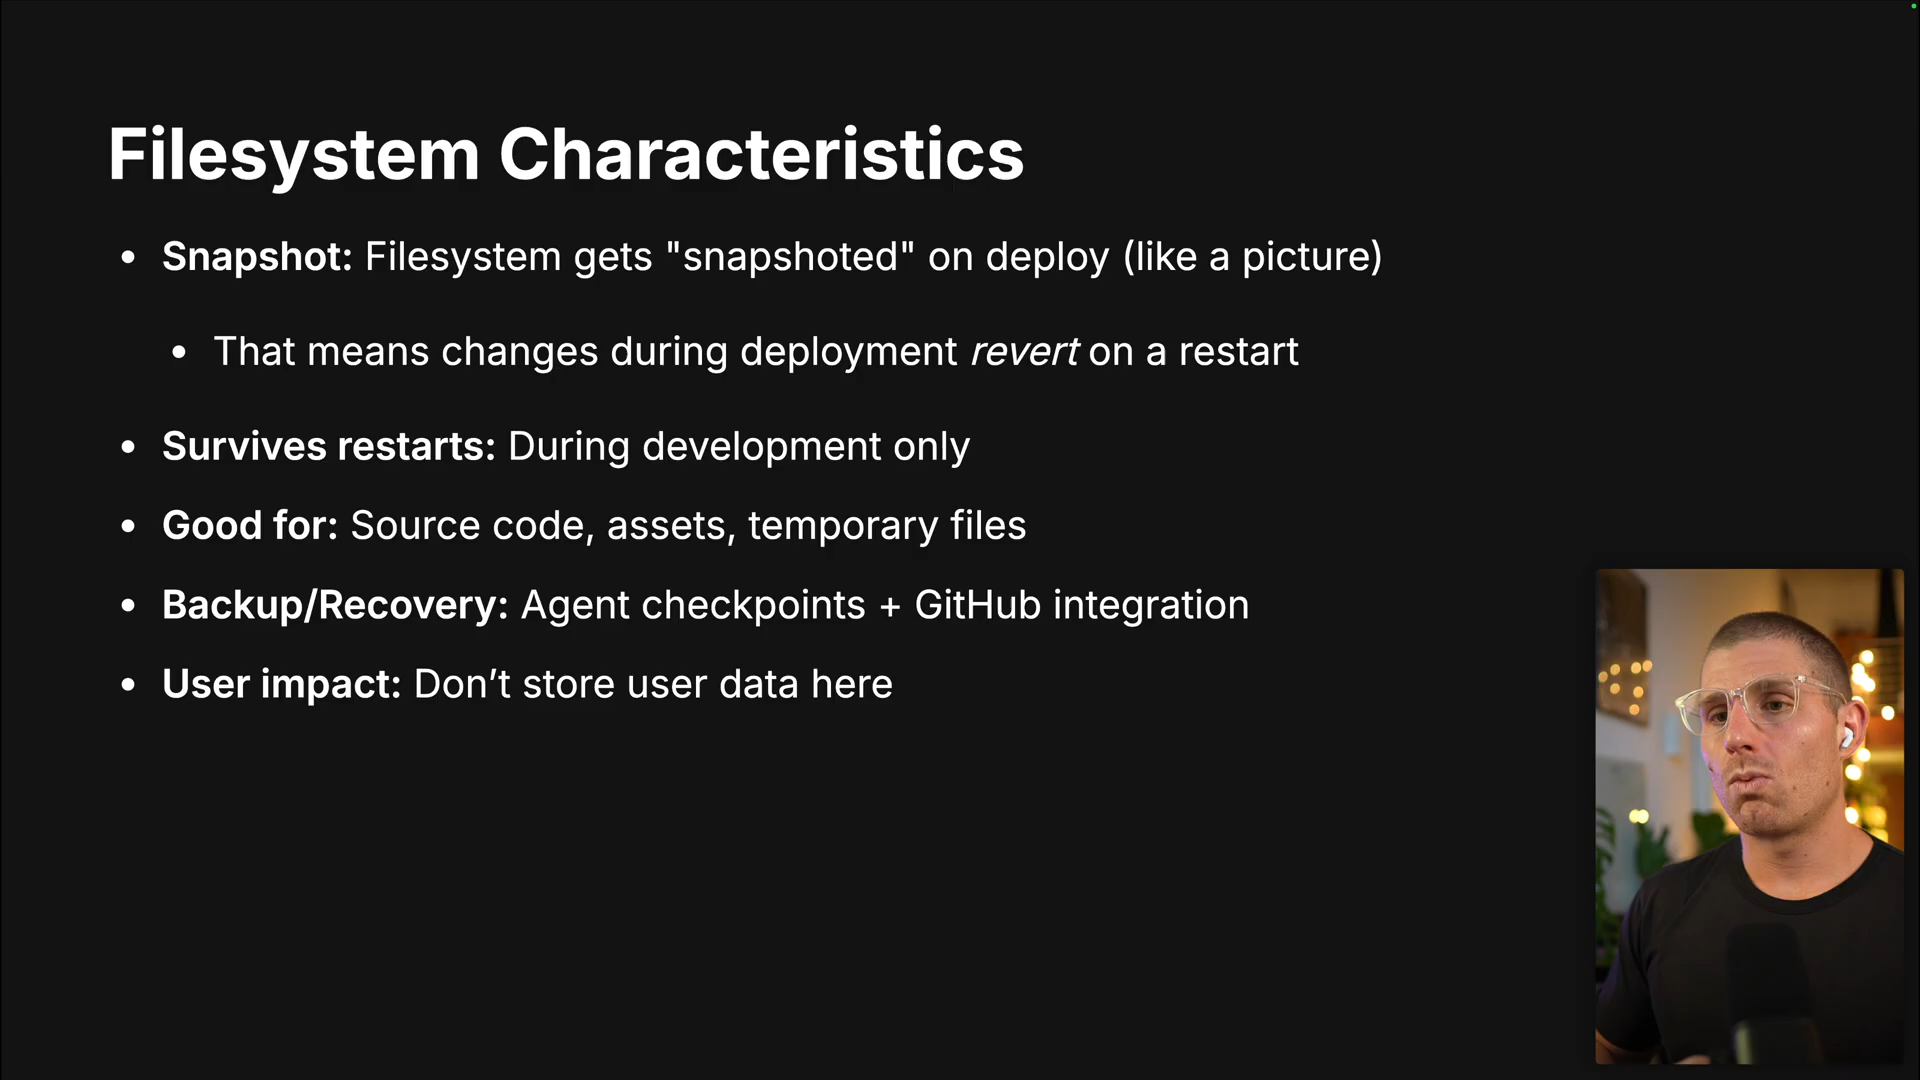 Filesystem Characteristics
• Snapshot: Filesystem gets "snapshoted" on deploy (like a picture)
• That means changes during deployment revert on a restart
• Survives restarts: During development only
• Good for: Source code, assets, temporary files
• Backup/Recovery: Agent checkpoints + GitHub integration
• User impact: Don’t store user data here